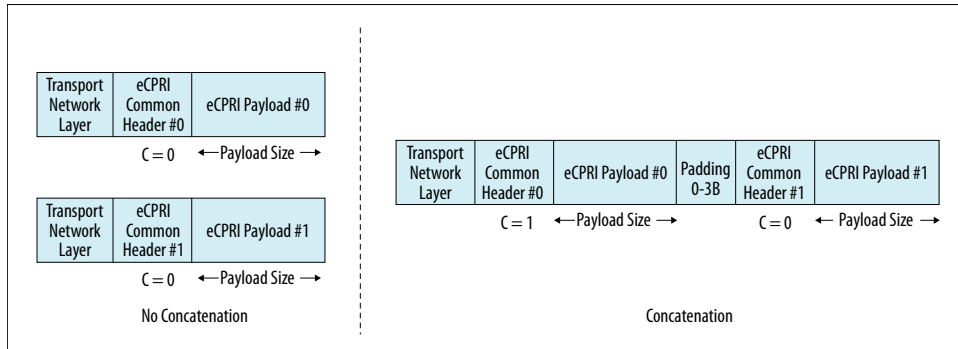 Transport
Network
Layer
eCPRI
Common
Header #0
eCPRI Payload #0
C = 0
Payload Size
Transport
Network
Layer
eCPRI
Common
Header #1
eCPRI Payload #1
C = 0
Payload Size
No Concatenation
Transport
Network
Layer
eCPRI
Common
Header #0
eCPRI Payload #0
Padding
0-3B
eCPRI
Common
Header #1
eCPRI Payload #1
C = 1
Payload Size
C = 0
Payload Size
Concatenation